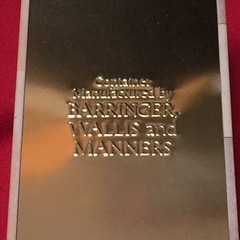 Container
Manufactured by
BARRINGER,
WALLIS and
MANNERS